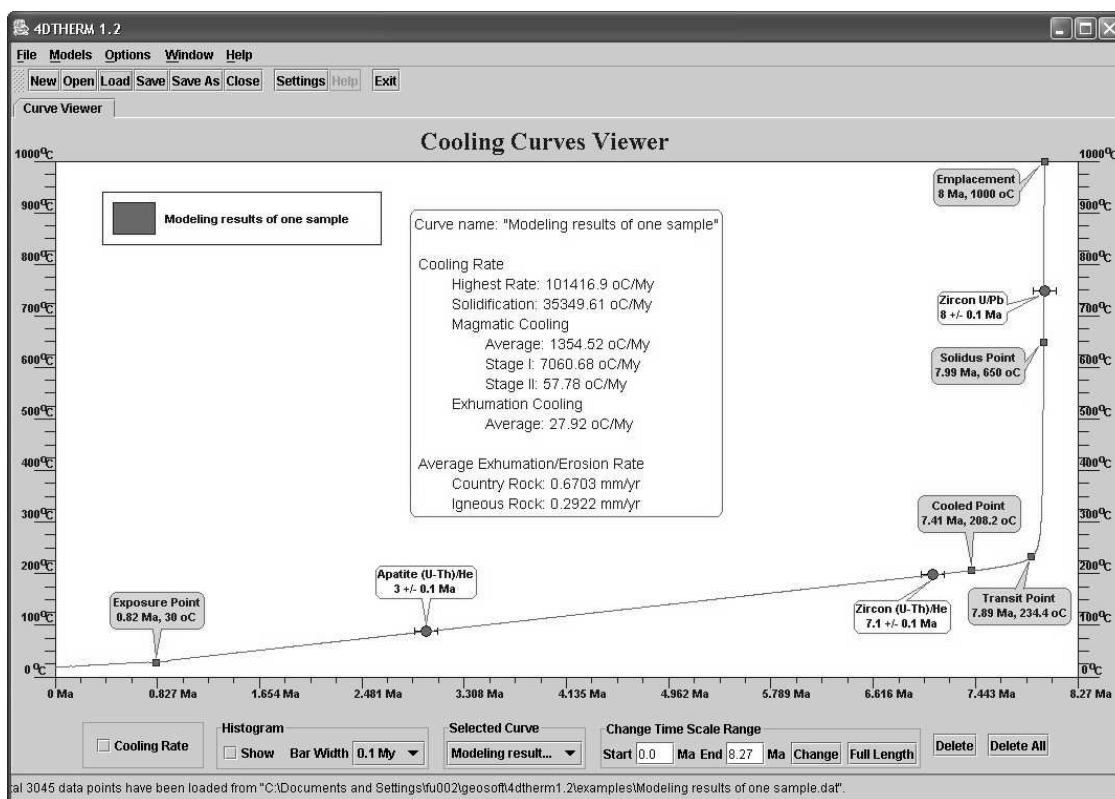 4DTHERM 1.2
File Models Options Window Help
New Open Load Save Save As Close Settings Help Exit
Curve Viewer
Cooling Curves Viewer
1000°C
900°C
800°C
700°C
600°C
500°C
400°C
300°C
200°C
100°C
0°C
Modeling results of one sample
Curve name: "Modeling results of one sample"
Cooling Rate
Highest Rate: 101416.9 oC/My
Solidification: 35349.61 oC/My
Magmatic Cooling
Average: 1354.52 oC/My
Stage I: 7060.68 oC/My
Stage II: 57.78 oC/My
Exhumation Cooling
Average: 27.92 oC/My
Average Exhumation/Erosion Rate
Country Rock: 0.6703 mm/yr
Igneous Rock: 0.2922 mm/yr
Emplacement
8 Ma, 1000 oC
Zircon U/Pb
8 +/- 0.1 Ma
Solidus Point
7.99 Ma, 650 oC
Cooled Point
7.41 Ma, 208.2 oC
Transit Point
7.89 Ma, 234.4 oC
Zircon (U-Th)/He
7.1 +/- 0.1 Ma
Apatite (U-Th)/He
3 +/- 0.1 Ma
Exposure Point
0.82 Ma, 30 oC
1000°C
900°C
800°C
700°C
600°C
500°C
400°C
300°C
200°C
100°C
0°C
0 Ma 0.827 Ma 1.654 Ma 2.481 Ma 3.308 Ma 4.135 Ma 4.962 Ma 5.789 Ma 6.616 Ma 7.443 Ma 8.27 Ma
Cooling Rate
Histogram
Show Bar Width 0.1 My
Selected Curve
Modeling result...
Change Time Scale Range
Start 0.0 Ma End 8.27 Ma Change Full Length
Delete Delete All
al 3045 data points have been loaded from "C:\Documents and Settings\fu002\geosoft\4dtherm1.2\examples\Modeling results of one sample.dat".